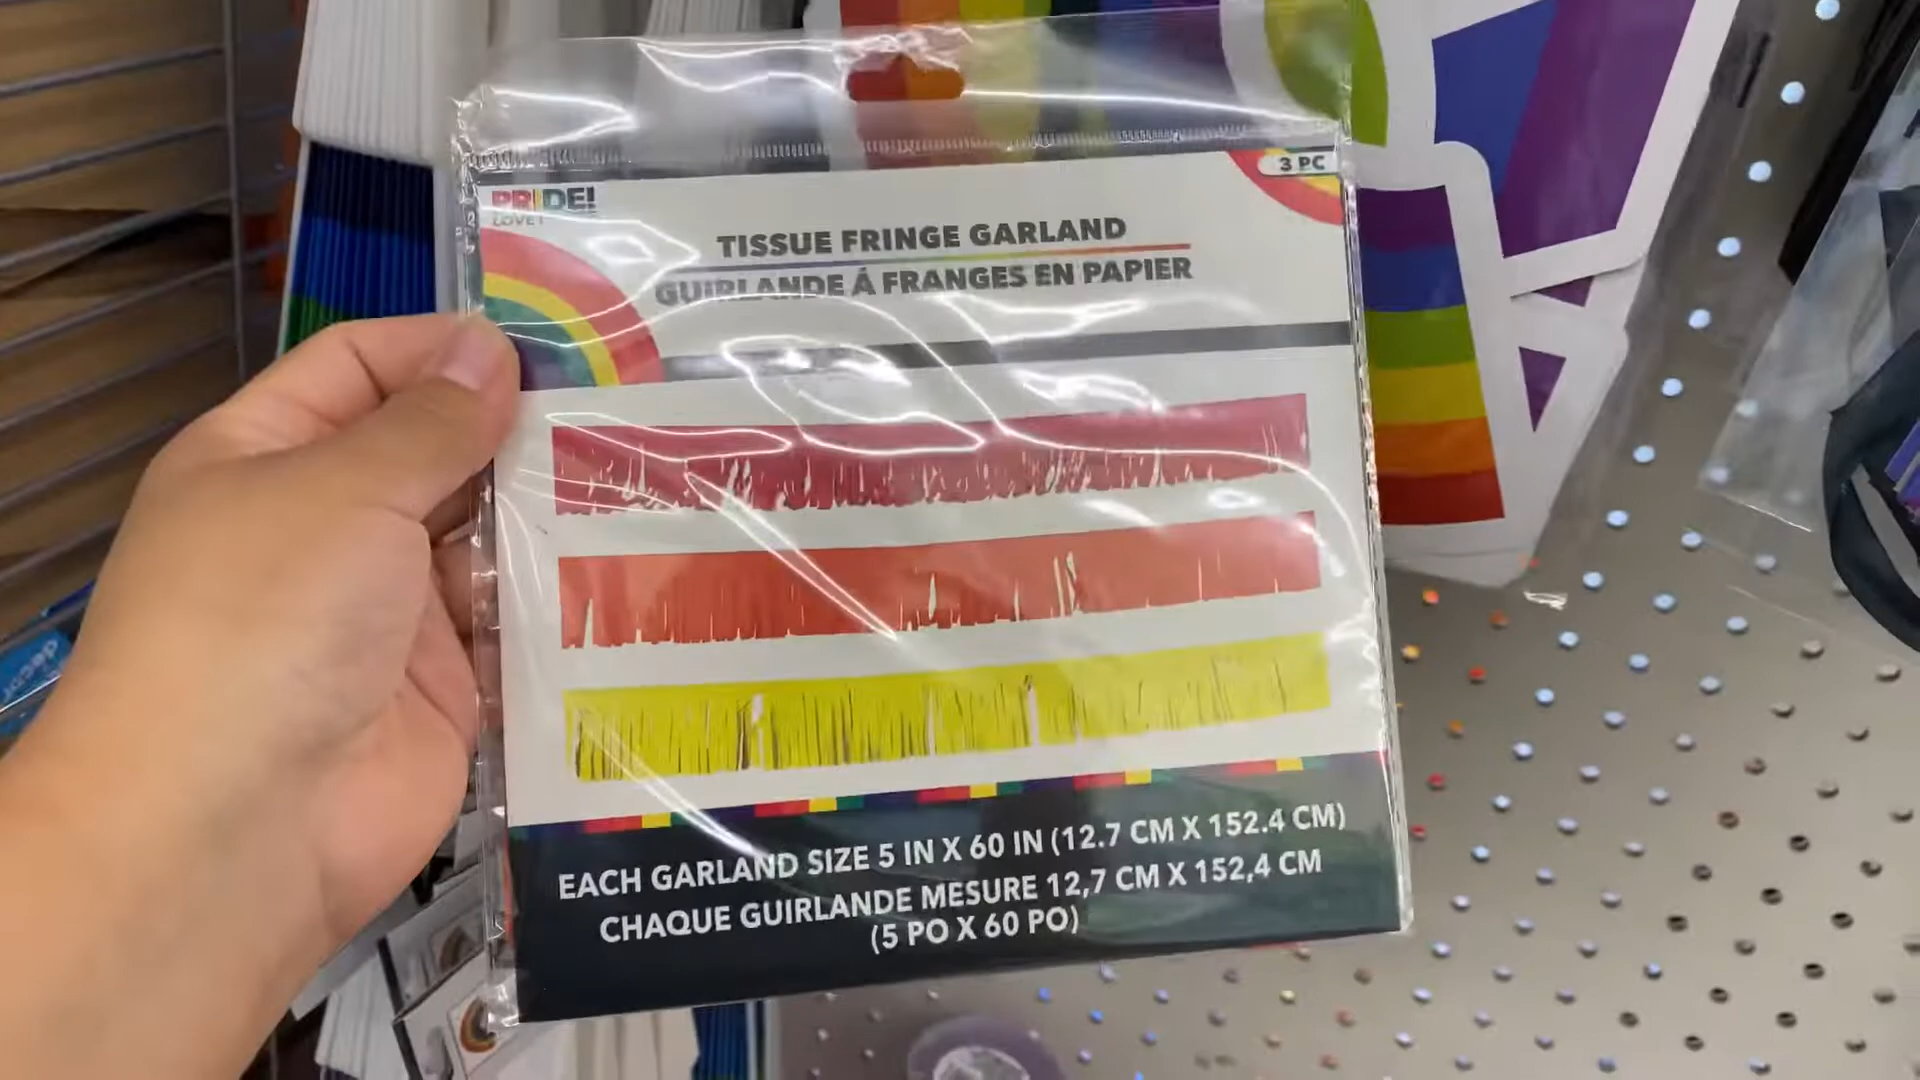 3 PC
PRIDE!
LOVE
TISSUE FRINGE GARLAND
GUIRLANDE Á FRANGES EN PAPIER
EACH GARLAND SIZE 5 IN X 60 IN (12.7 CM X 152.4 CM)
CHAQUE GUIRLANDE MESURE 12,7 CM X 152,4 CM
(5 PO X 60 PO)
decor